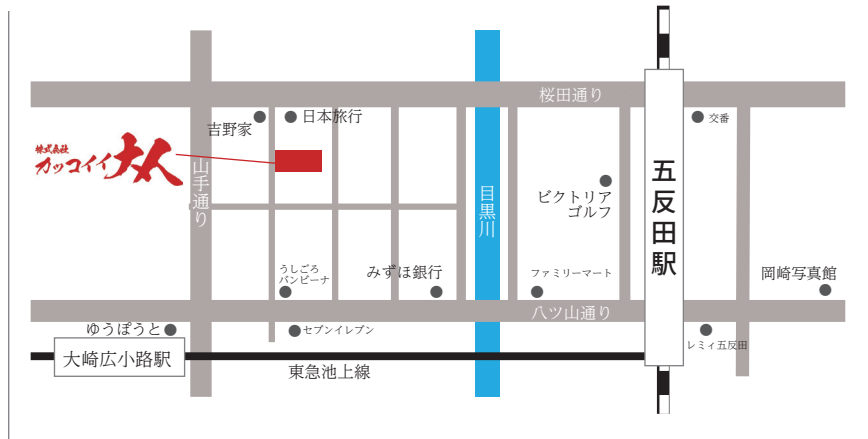 桜田通り
日本旅行
吉野家
交番
株式会社
カッコイイ大人
山手通り
目黒川
五反田駅
ビクトリア
ゴルフ
うしごろ
バンビーナ
みずほ銀行
ファミリーマート
岡崎写真館
八ツ山通り
ゆうぽうと
セブンイレブン
レミィ五反田
大崎広小路駅
東急池上線